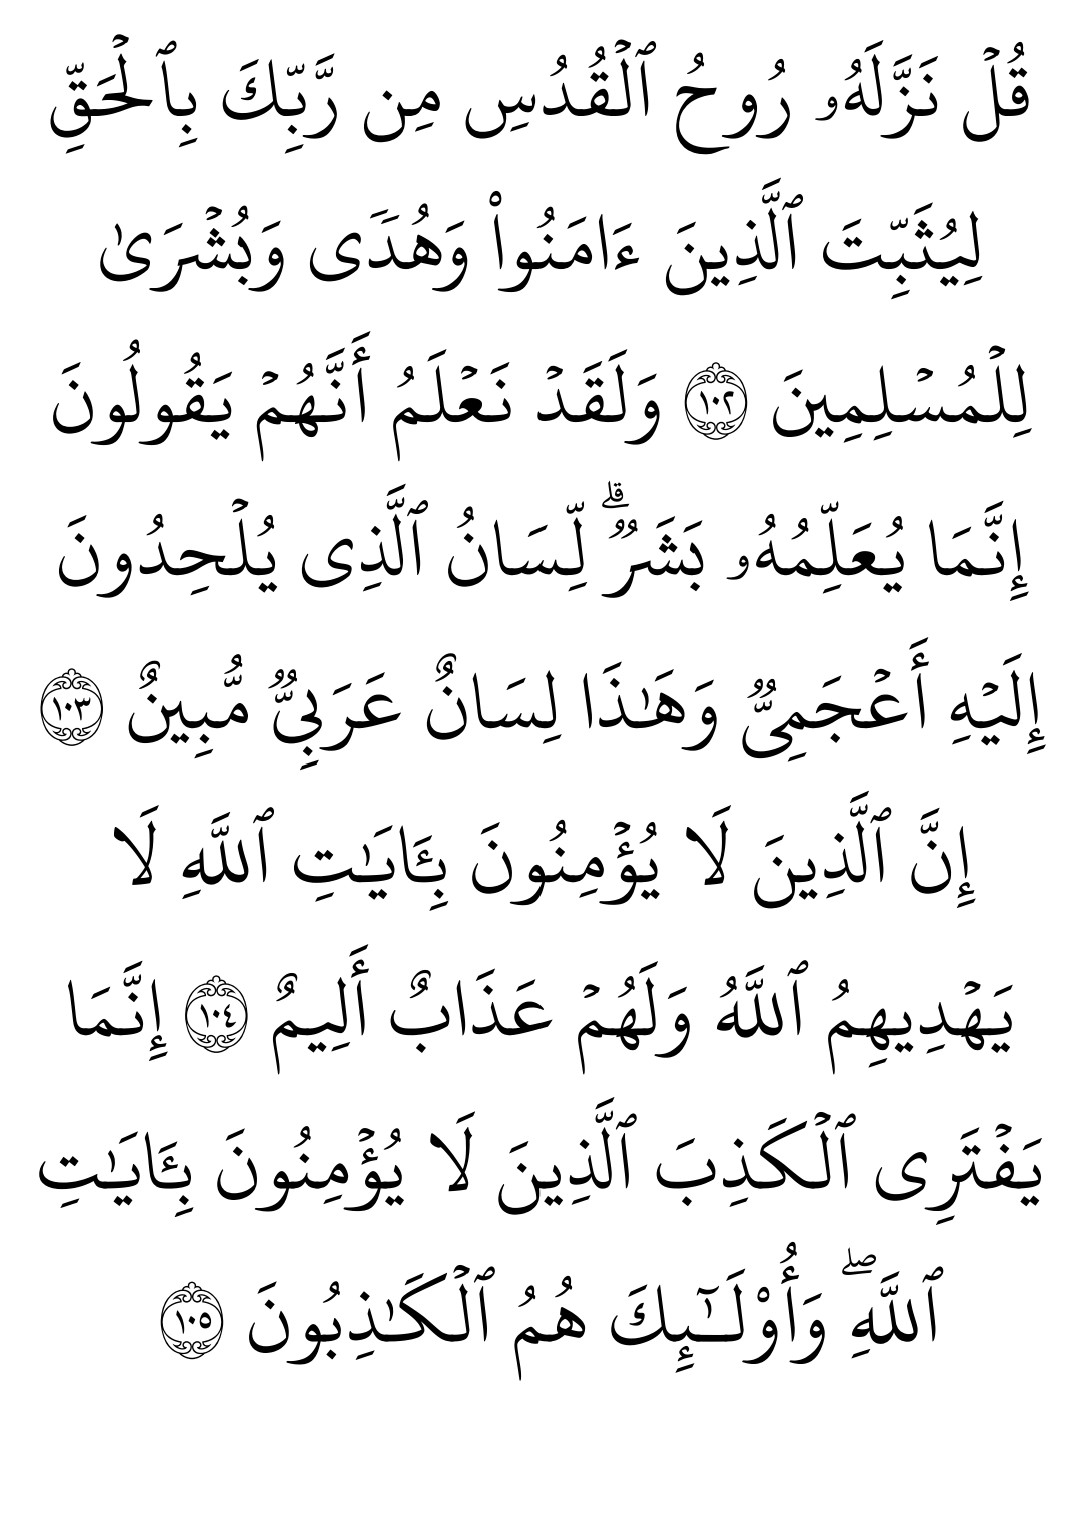 قُلۡ نَزَّلَهُۥ رُوحُ ٱلۡقُدُسِ مِن رَّبِّكَ بِٱلۡحَقِّ
لِيُثَبِّتَ ٱلَّذِينَ ءَامَنُواْ وَهُدٗى وَبُشۡرَىٰ
لِلۡمُسۡلِمِينَ ١٠٢ وَلَقَدۡ نَعۡلَمُ أَنَّهُمۡ يَقُولُونَ
إِنَّمَا يُعَلِّمُهُۥ بَشَرٞۗ لِّسَانُ ٱلَّذِى يُلۡحِدُونَ
إِلَيۡهِ أَعۡجَمِىّٞ وَهَٰذَا لِسَانٌ عَرَبِىّٞ مُّبِينٌ ١٠٣
إِنَّ ٱلَّذِينَ لَا يُؤۡمِنُونَ بِـَٔايَٰتِ ٱللَّهِ لَا
يَهۡدِيهِمُ ٱللَّهُ وَلَهُمۡ عَذَابٌ أَلِيمٌ ١٠٤ إِنَّمَا
يَفۡتَرِى ٱلۡكَذِبَ ٱلَّذِينَ لَا يُؤۡمِنُونَ بِـَٔايَٰتِ
ٱللَّهِۖ وَأُوْلَٰٓئِكَ هُمُ ٱلۡكَٰذِبُونَ ١٠٥